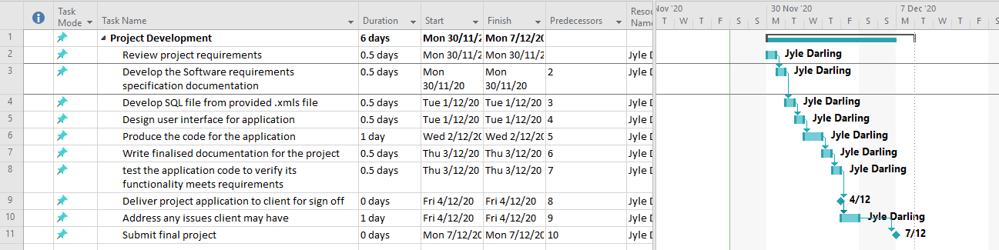 Task Mode Task Name Duration Start Finish Predecessors Resou Nam
Nov '20 30 Nov '20 7 Dec '20
T W T F S S M T W T F S S M T W T F S
1 Project Development 6 days Mon 30/11/2 Mon 7/12/20
2 Review project requirements 0.5 days Mon 30/11/2 Mon 30/11/2 Jyle D Jyle Darling
3 Develop the Software requirements specification documentation 0.5 days Mon 30/11/20 Mon 30/11/20 2 Jyle D Jyle Darling
4 Develop SQL file from provided .xmls file 0.5 days Tue 1/12/20 Tue 1/12/20 3 Jyle D Jyle Darling
5 Design user interface for application 0.5 days Tue 1/12/20 Tue 1/12/20 4 Jyle D Jyle Darling
6 Produce the code for the application 1 day Wed 2/12/20 Wed 2/12/20 5 Jyle D Jyle Darling
7 Write finalised documentation for the project 0.5 days Thu 3/12/20 Thu 3/12/20 6 Jyle D Jyle Darling
8 test the application code to verify its functionality meets requirements 0.5 days Thu 3/12/20 Thu 3/12/20 7 Jyle D Jyle Darling
9 Deliver project application to client for sign off 0 days Fri 4/12/20 Fri 4/12/20 8 4/12
10 Address any issues client may have 1 day Fri 4/12/20 Fri 4/12/20 9 Jyle D Jyle Darling
11 Submit final project 0 days Mon 7/12/20 Mon 7/12/20 10 Jyle D 7/12